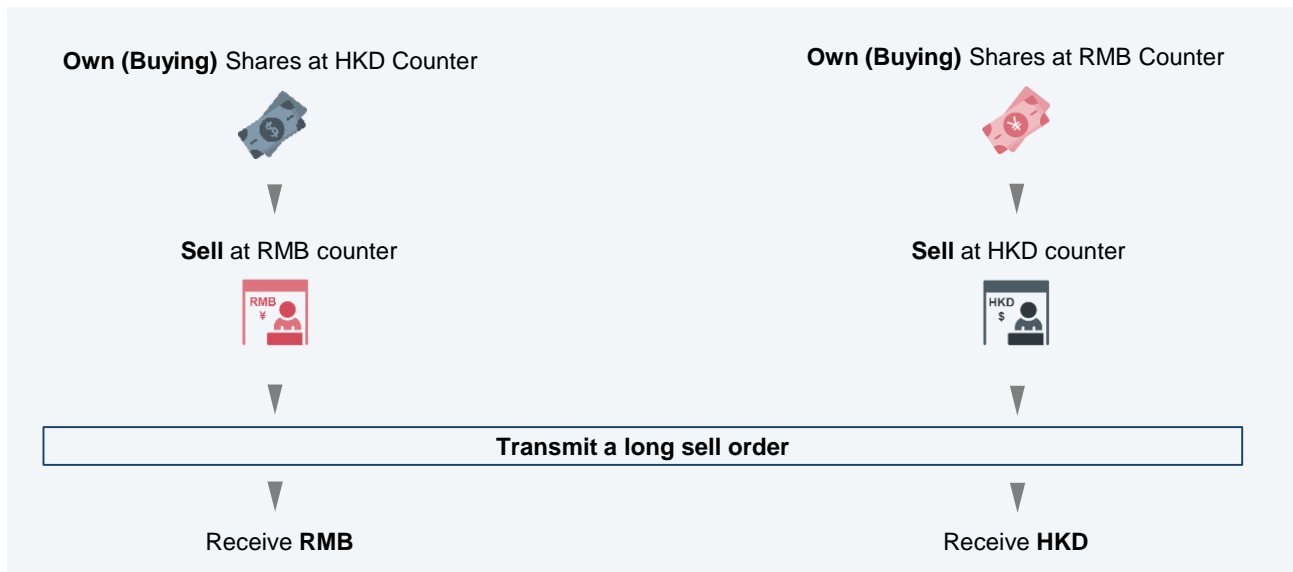 Own (Buying) Shares at HKD Counter
$
Sell at RMB counter
RMB
¥
Own (Buying) Shares at RMB Counter
¥
Sell at HKD counter
HKD
$
Transmit a long sell order
Receive RMB
Receive HKD